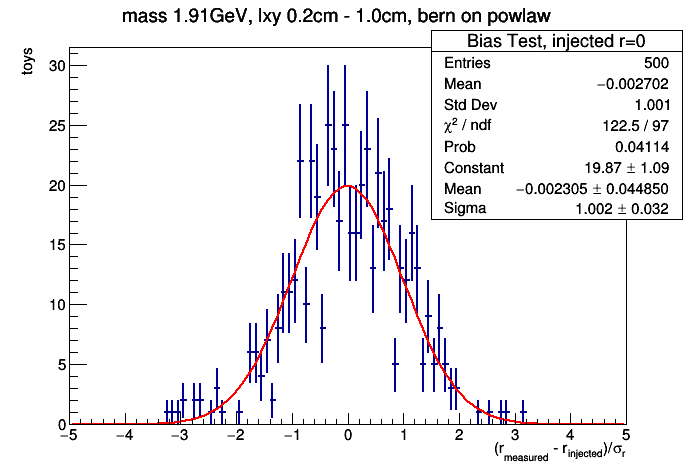 mass 1.91GeV, lxy 0.2cm - 1.0cm, bern on powlaw
toys
Bias Test, injected r=0
Entries 500
Mean −0.002702
Std Dev 1.001
χ² / ndf 122.5 / 97
Prob 0.04114
Constant 19.87 ± 1.09
Mean −0.002305 ± 0.044850
Sigma 1.002 ± 0.032
30
25
20
15
10
5
0
−5 −4 −3 −2 −1 0 1 2 3 4 5
(r_measured - r_injected)/σ_r